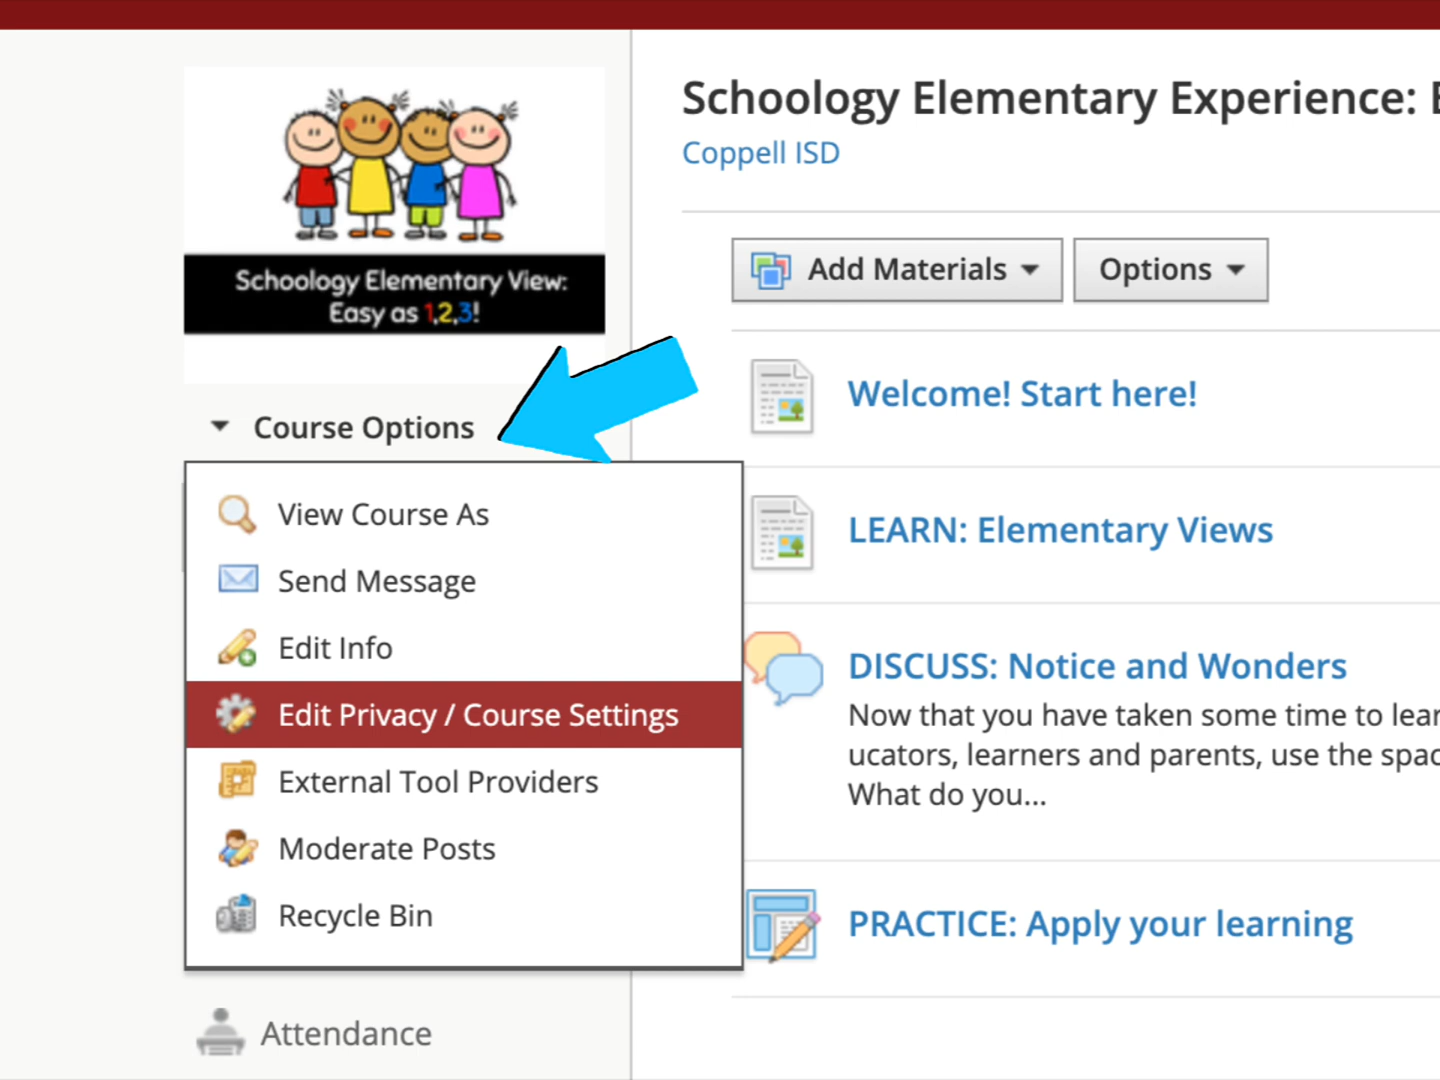 Schoology Elementary View:
Easy as 1,2,3!
Course Options
View Course As
Send Message
Edit Info
Edit Privacy / Course Settings
External Tool Providers
Moderate Posts
Recycle Bin
Attendance
Schoology Elementary Experience:
Coppell ISD
Add Materials
Options
Welcome! Start here!
LEARN: Elementary Views
DISCUSS: Notice and Wonders
Now that you have taken some time to lear
ucators, learners and parents, use the spac
What do you...
PRACTICE: Apply your learning